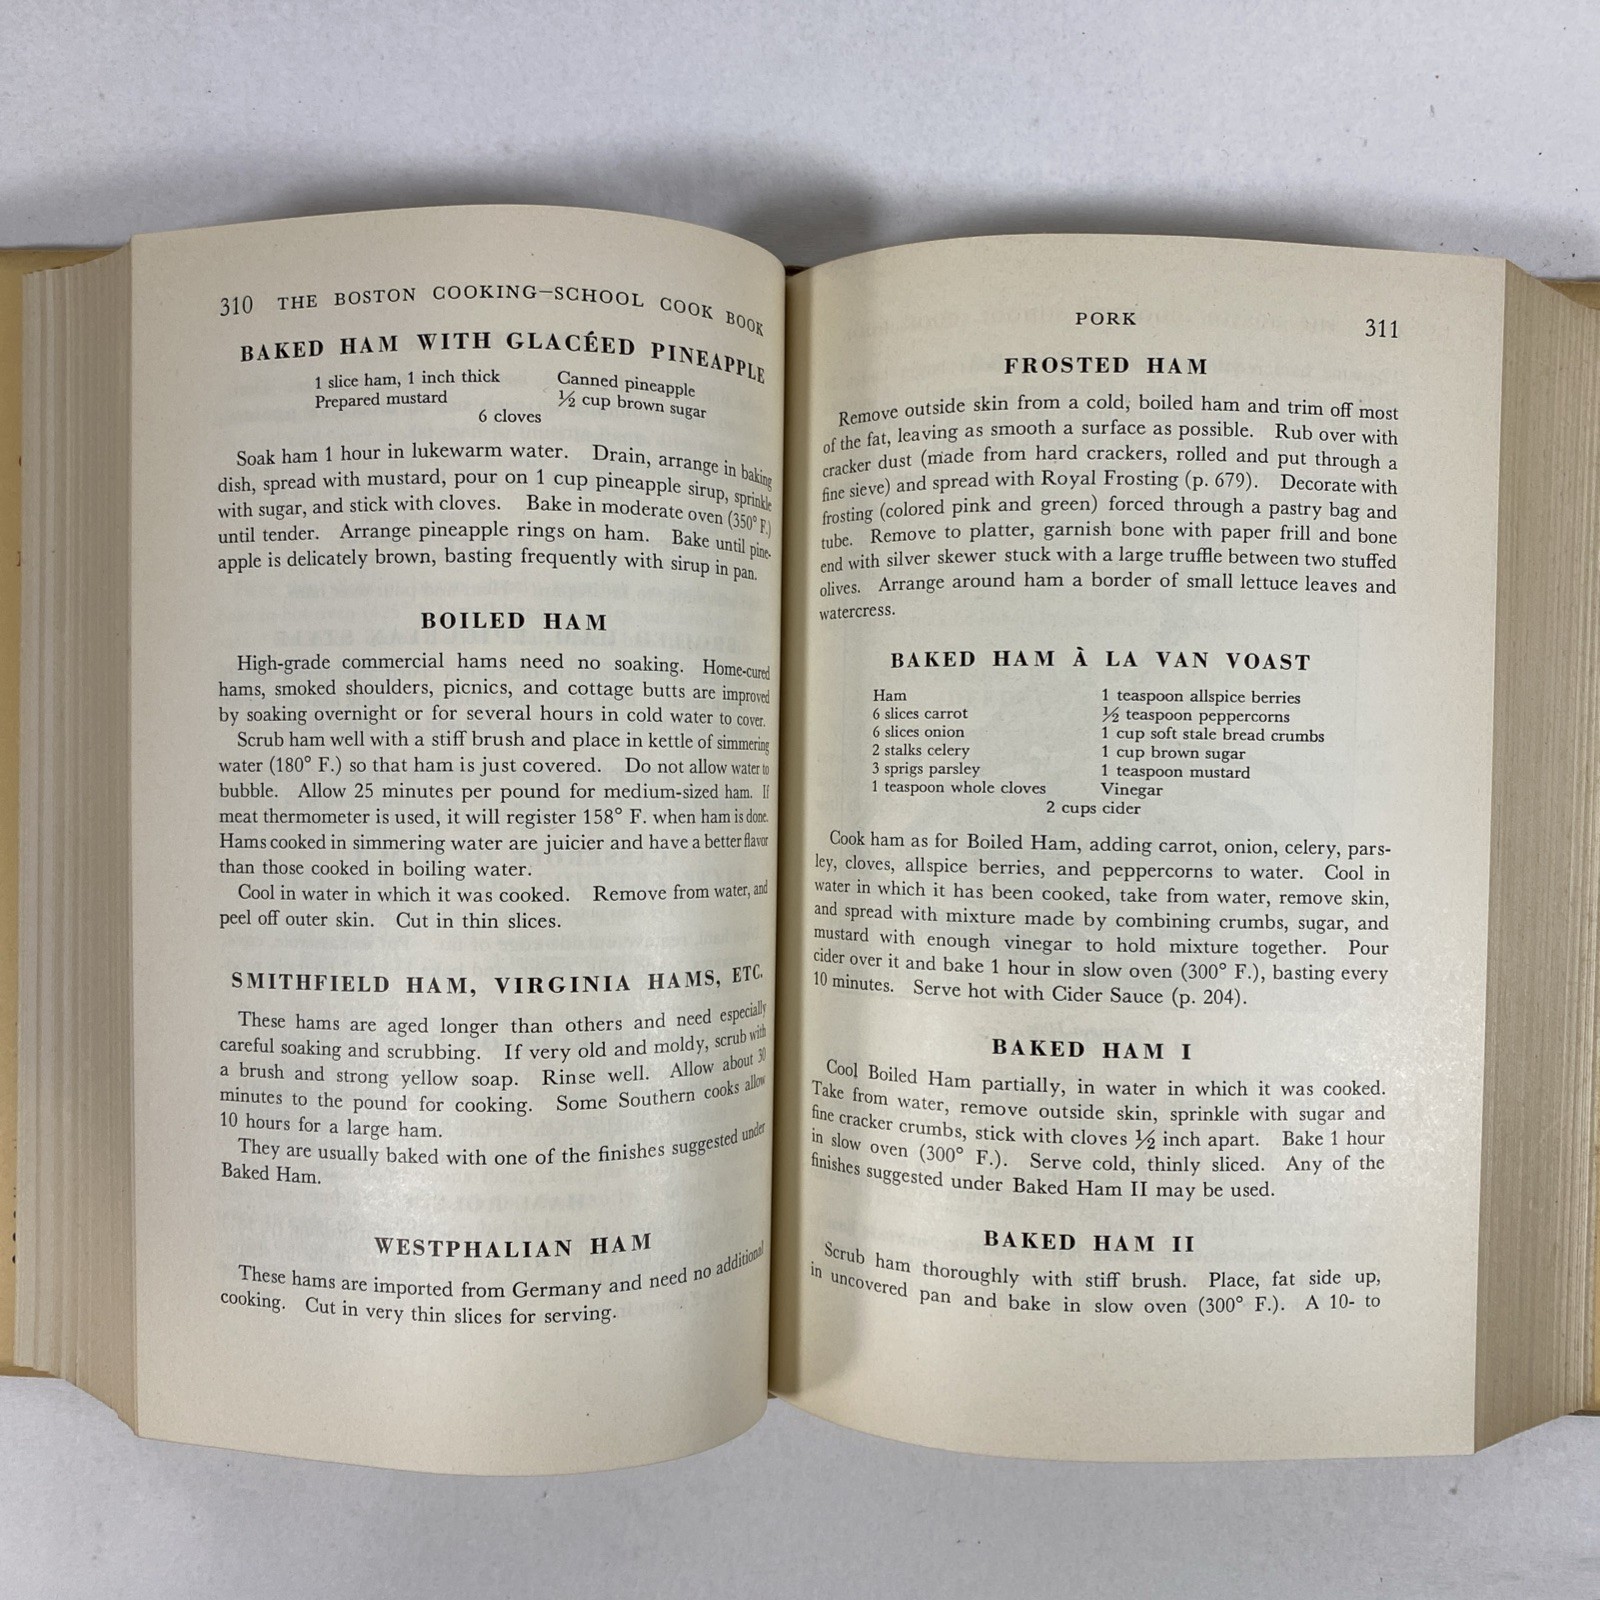 310 THE BOSTON COOKING—SCHOOL COOK BOOK
BAKED HAM WITH GLACÉED PINEAPPLE
1 slice ham, 1 inch thick Canned pineapple
Prepared mustard ½ cup brown sugar
6 cloves
Soak ham 1 hour in lukewarm water. Drain, arrange in baking
dish, spread with mustard, pour on 1 cup pineapple sirup, sprinkle
with sugar, and stick with cloves. Bake in moderate oven (350° F.)
until tender. Arrange pineapple rings on ham. Bake until pine-
apple is delicately brown, basting frequently with sirup in pan.
BOILED HAM
High-grade commercial hams need no soaking. Home-cured
hams, smoked shoulders, picnics, and cottage butts are improved
by soaking overnight or for several hours in cold water to cover.
Scrub ham well with a stiff brush and place in kettle of simmering
water (180° F.) so that ham is just covered. Do not allow water to
bubble. Allow 25 minutes per pound for medium-sized ham. If
meat thermometer is used, it will register 158° F. when ham is done.
Hams cooked in simmering water are juicier and have a better flavor
than those cooked in boiling water.
Cool in water in which it was cooked. Remove from water, and
peel off outer skin. Cut in thin slices.
SMITHFIELD HAM, VIRGINIA HAMS, ETC.
These hams are aged longer than others and need especially
careful soaking and scrubbing. If very old and moldy, scrub with
a brush and strong yellow soap. Rinse well. Allow about 30
minutes to the pound for cooking. Some Southern cooks allow
10 hours for a large ham.
They are usually baked with one of the finishes suggested under
Baked Ham.
WESTPHALIAN HAM
These hams are imported from Germany and need no additional
cooking. Cut in very thin slices for serving.
PORK 311
FROSTED HAM
Remove outside skin from a cold, boiled ham and trim off most
of the fat, leaving as smooth a surface as possible. Rub over with
cracker dust (made from hard crackers, rolled and put through a
fine sieve) and spread with Royal Frosting (p. 679). Decorate with
frosting (colored pink and green) forced through a pastry bag and
tube. Remove to platter, garnish bone with paper frill and bone
end with silver skewer stuck with a large truffle between two stuffed
olives. Arrange around ham a border of small lettuce leaves and
watercress.
BAKED HAM À LA VAN VOAST
Ham 1 teaspoon allspice berries
6 slices carrot ½ teaspoon peppercorns
6 slices onion 1 cup soft stale bread crumbs
2 stalks celery 1 cup brown sugar
3 sprigs parsley 1 teaspoon mustard
1 teaspoon whole cloves Vinegar
2 cups cider
Cook ham as for Boiled Ham, adding carrot, onion, celery, pars-
ley, cloves, allspice berries, and peppercorns to water. Cool in
water in which it has been cooked, take from water, remove skin,
and spread with mixture made by combining crumbs, sugar, and
mustard with enough vinegar to hold mixture together. Pour
cider over it and bake 1 hour in slow oven (300° F.), basting every
10 minutes. Serve hot with Cider Sauce (p. 204).
BAKED HAM I
Cool Boiled Ham partially, in water in which it was cooked.
Take from water, remove outside skin, sprinkle with sugar and
fine cracker crumbs, stick with cloves ½ inch apart. Bake 1 hour
in slow oven (300° F.). Serve cold, thinly sliced. Any of the
finishes suggested under Baked Ham II may be used.
BAKED HAM II
Scrub ham thoroughly with stiff brush. Place, fat side up,
in uncovered pan and bake in slow oven (300° F.). A 10- to